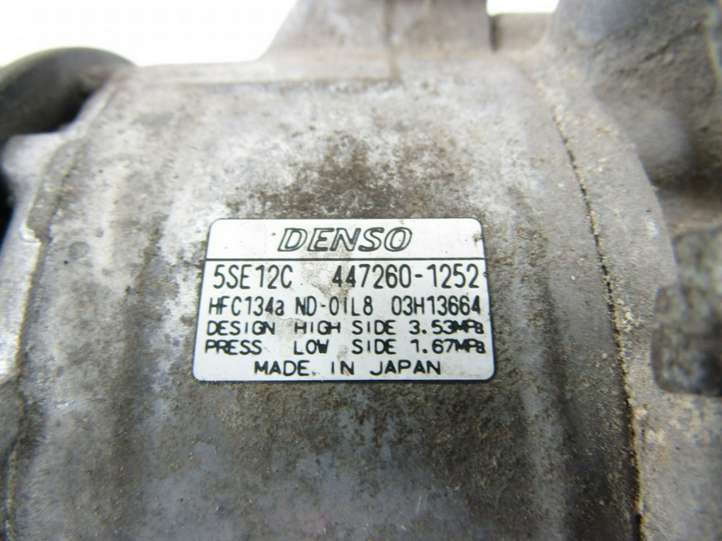 DENSO
5SE12C 447260-1252
HFC134a ND-OIL8 03H13664
DESIGN HIGH SIDE 3.53MPa
PRESS LOW SIDE 1.67MPa
MADE IN JAPAN